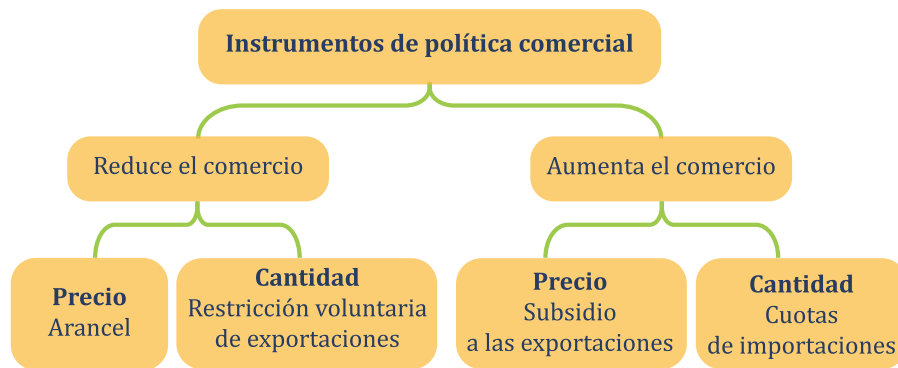 Instrumentos de política comercial
Reduce el comercio
Aumenta el comercio
Precio
Arancel
Cantidad
Restricción voluntaria
de exportaciones
Precio
Subsidio
a las exportaciones
Cantidad
Cuotas
de importaciones